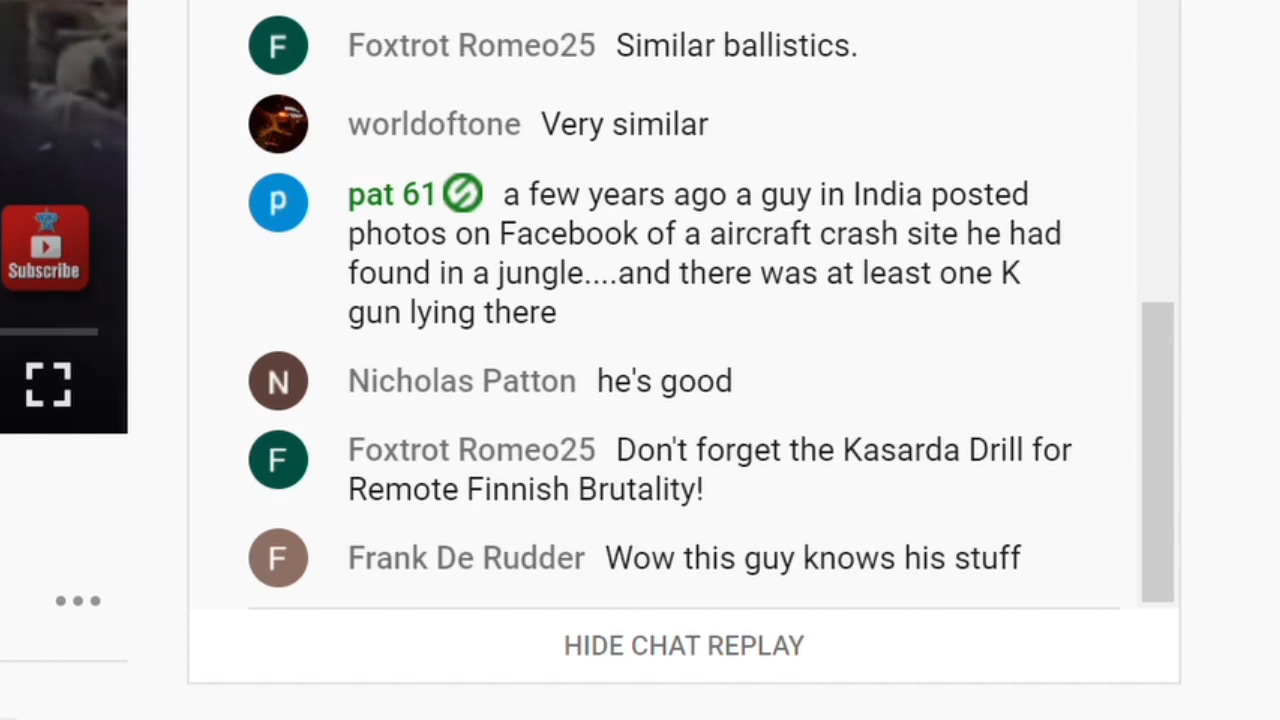 F Foxtrot Romeo25 Similar ballistics.
worldoftone Very similar
p pat 61 a few years ago a guy in India posted
photos on Facebook of a aircraft crash site he had
found in a jungle....and there was at least one K
gun lying there
Subscribe
N Nicholas Patton he's good
F Foxtrot Romeo25 Don't forget the Kasarda Drill for
Remote Finnish Brutality!
F Frank De Rudder Wow this guy knows his stuff
HIDE CHAT REPLAY